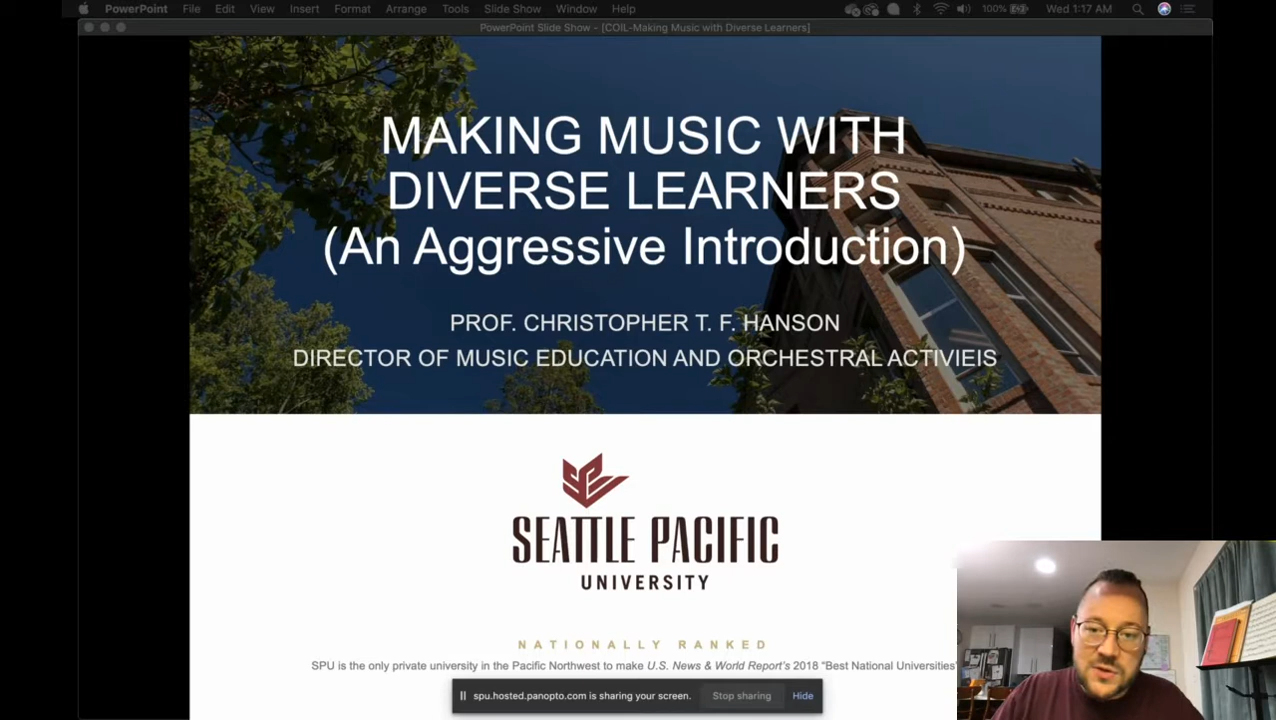 PowerPoint File Edit View Insert Format Arrange Tools Slide Show Window Help 100% Wed 1:17 AM
PowerPoint Slide Show - [COIL-Making Music with Diverse Learners]
MAKING MUSIC WITH
DIVERSE LEARNERS
(An Aggressive Introduction)
PROF. CHRISTOPHER T. F. HANSON
DIRECTOR OF MUSIC EDUCATION AND ORCHESTRAL ACTIVIEIS
SEATTLE PACIFIC
UNIVERSITY
NATIONALLY RANKED
SPU is the only private university in the Pacific Northwest to make U.S. News & World Report's 2018 "Best National Universities"
spu.hosted.panopto.com is sharing your screen. Stop sharing Hide